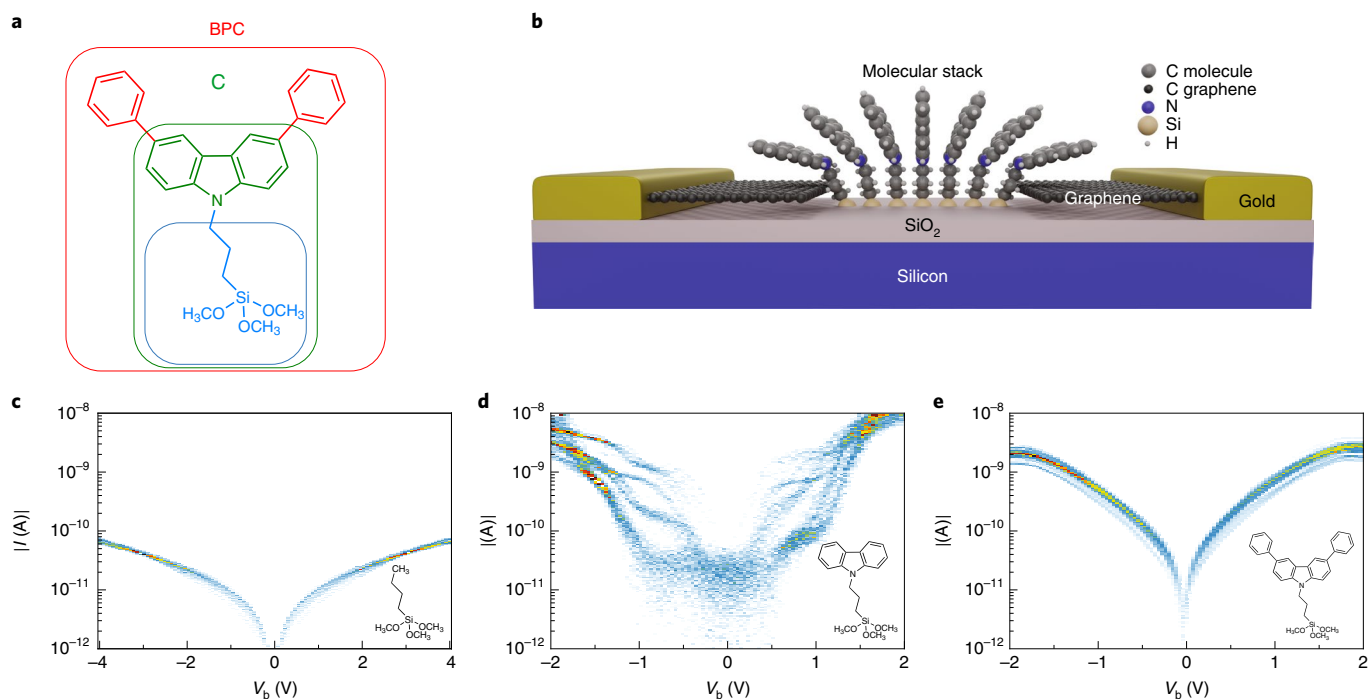 a
BPC
C
N
Si
H₃CO
OCH₃
OCH₃
b
Molecular stack
C molecule
C graphene
N
Si
H
Graphene
Gold
SiO₂
Silicon
c
|I (A)|
10⁻⁸
10⁻⁹
10⁻¹⁰
10⁻¹¹
10⁻¹²
−4 −2 0 2 4
V_b (V)
CH₃
Si
H₃CO OCH₃
OCH₃
d
|(A)|
10⁻⁸
10⁻⁹
10⁻¹⁰
10⁻¹¹
10⁻¹²
−2 −1 0 1 2
V_b (V)
N
Si
H₃CO OCH₃
OCH₃
e
|(A)|
10⁻⁸
10⁻⁹
10⁻¹⁰
10⁻¹¹
10⁻¹²
−2 −1 0 1 2
V_b (V)
N
Si
H₃CO OCH₃
OCH₃